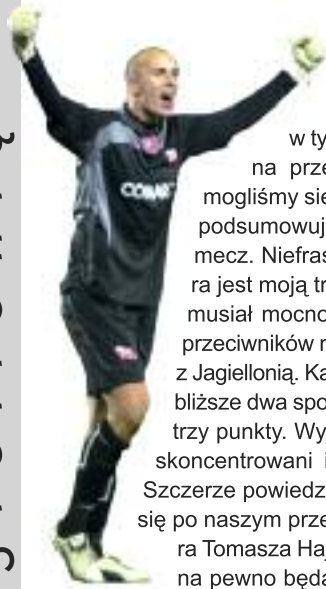 w ty
na prze
mogliśmy się
podsumowuj
mecz. Niefras
ra jest moją tr
musiał mocno
przeciwników
z Jagiellonią. Ka
bliższe dwa spo
trzy punkty. Wy
skoncentrowani i
Szczerze powiedz
się po naszym prze
ra Tomasza Haj
na pewno będą